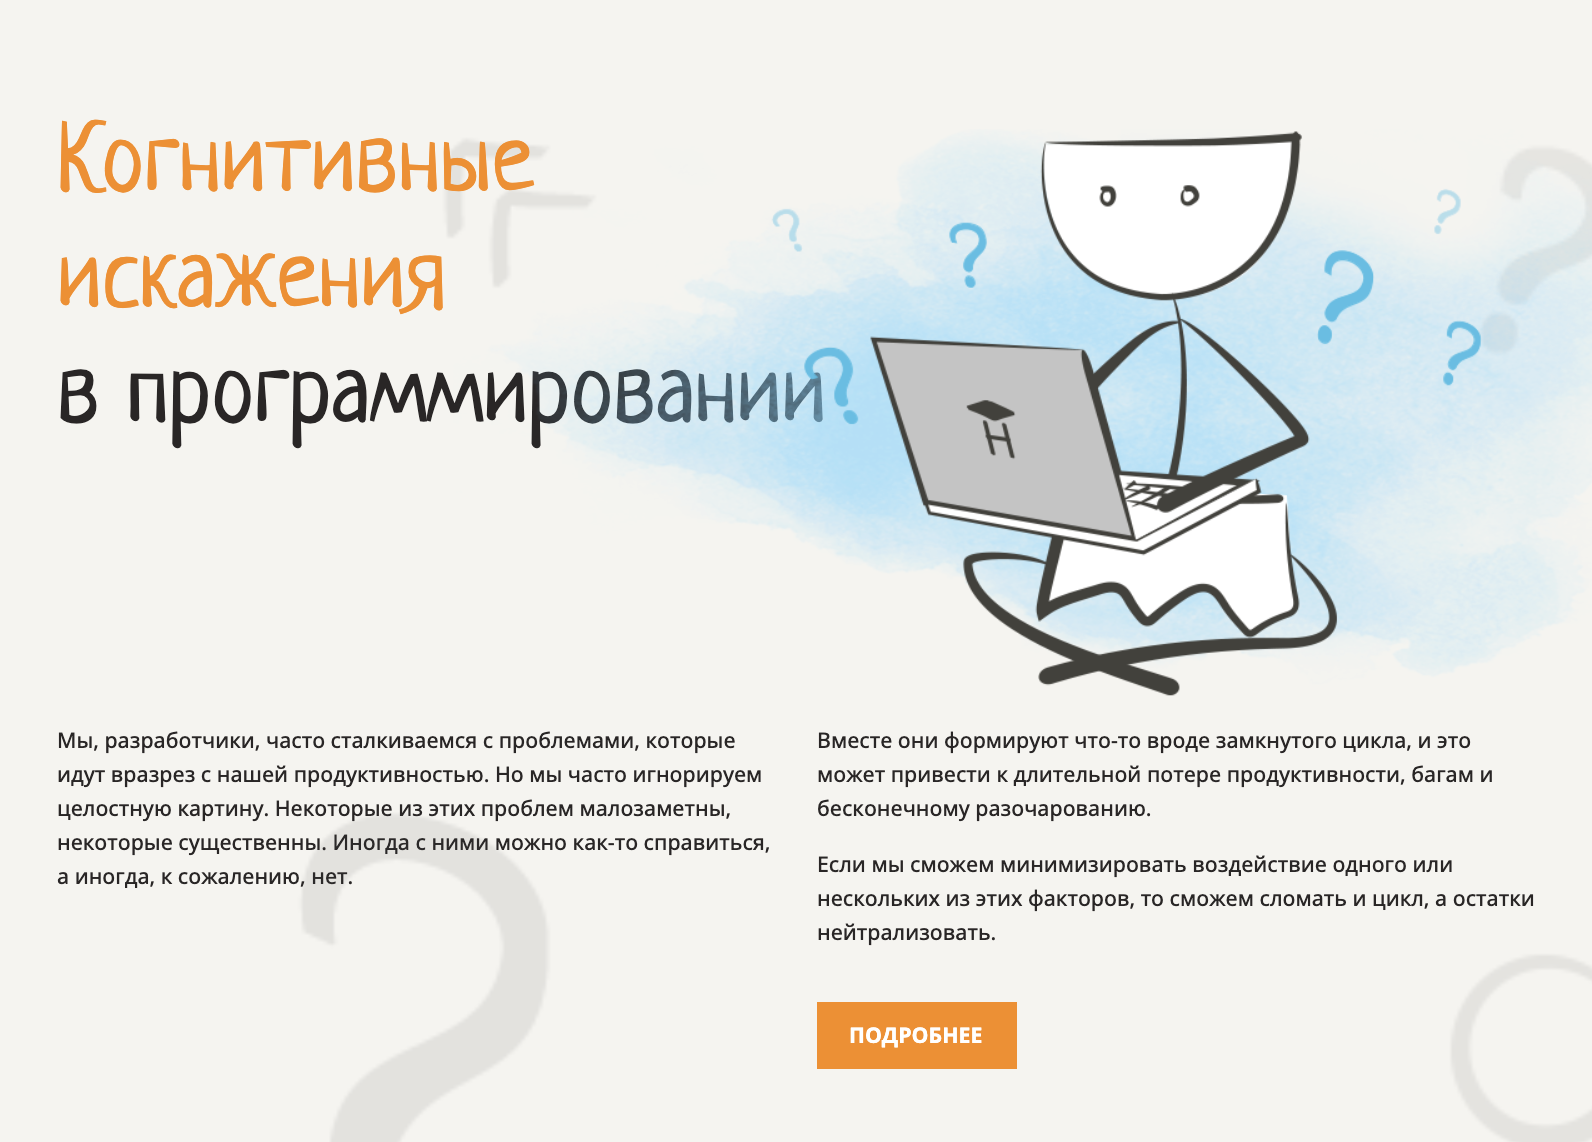 Когнитивные
искажения
в программировании
H
Мы, разработчики, часто сталкиваемся с проблемами, которые
идут вразрез с нашей продуктивностью. Но мы часто игнорируем
целостную картину. Некоторые из этих проблем малозаметны,
некоторые существенны. Иногда с ними можно как-то справиться,
а иногда, к сожалению, нет.
Вместе они формируют что-то вроде замкнутого цикла, и это
может привести к длительной потере продуктивности, багам и
бесконечному разочарованию.
Если мы сможем минимизировать воздействие одного или
нескольких из этих факторов, то сможем сломать и цикл, а остатки
нейтрализовать.
ПОДРОБНЕЕ